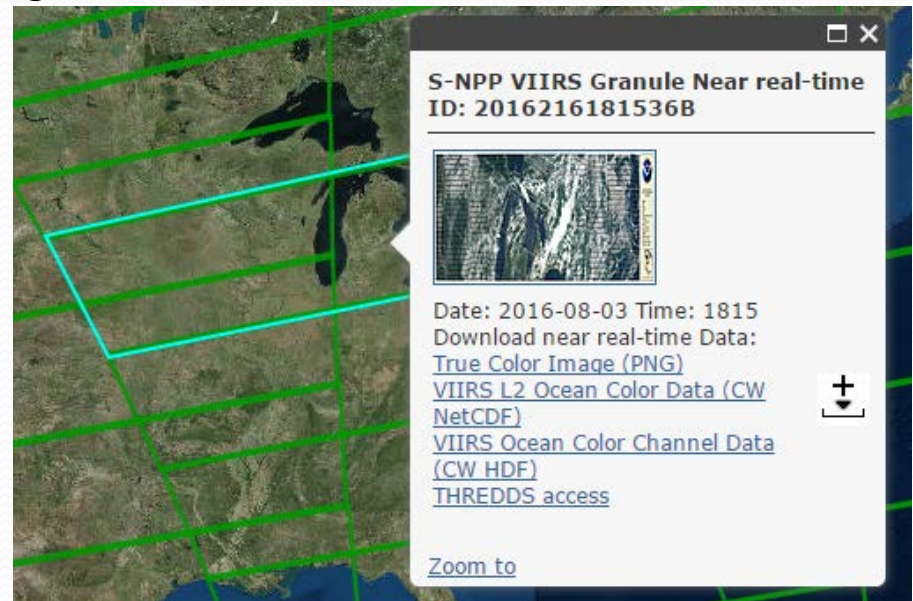 S-NPP VIIRS Granule Near real-time
ID: 2016216181536B
Date: 2016-08-03 Time: 1815
Download near real-time Data:
True Color Image (PNG)
VIIRS L2 Ocean Color Data (CW
NetCDF)
VIIRS Ocean Color Channel Data
(CW HDF)
THREDDS access
Zoom to